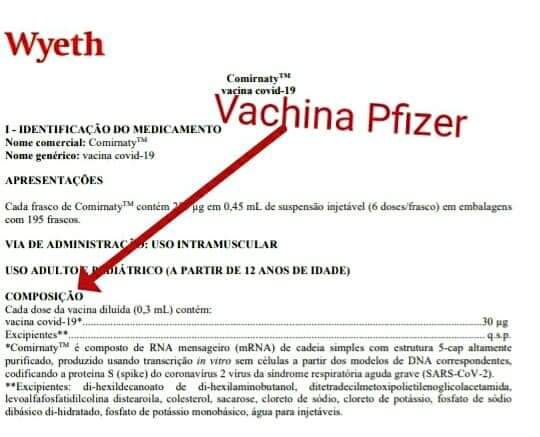 Wyeth
Comirnaty™
vacina covid-19
Vachina Pfizer
I - IDENTIFICAÇÃO DO MEDICAMENTO
Nome comercial: Comirnaty™
Nome genérico: vacina covid-19
APRESENTAÇÕES
Cada frasco de Comirnaty™ contém µg em 0,45 mL de suspensão injetável (6 doses/frasco) em embalagens
com 195 frascos.
VIA DE ADMINISTRAÇÃO: USO INTRAMUSCULAR
USO ADULTO E PEDIÁTRICO (A PARTIR DE 12 ANOS DE IDADE)
COMPOSIÇÃO
Cada dose da vacina diluída (0,3 mL) contém:
vacina covid-19*..........................................................30 µg
Excipientes**..........................................................q.s.p.
*Comirnaty™ é composto de RNA mensageiro (mRNA) de cadeia simples com estrutura 5-cap altamente
purificado, produzido usando transcrição in vitro sem células a partir dos modelos de DNA correspondentes,
codificando a proteína S (spike) do coronavírus 2 vírus da síndrome respiratória aguda grave (SARS-CoV-2).
**Excipientes: di-hexildecanoato de di-hexilaminobutanol, ditetradecilmetoxipolietilenoglicolacetamida,
levoalfafosfatidilcolina distearoila, colesterol, sacarose, cloreto de sódio, cloreto de potássio, fosfato de sódio
dibásico di-hidratado, fosfato de potássio monobásico, água para injetáveis.